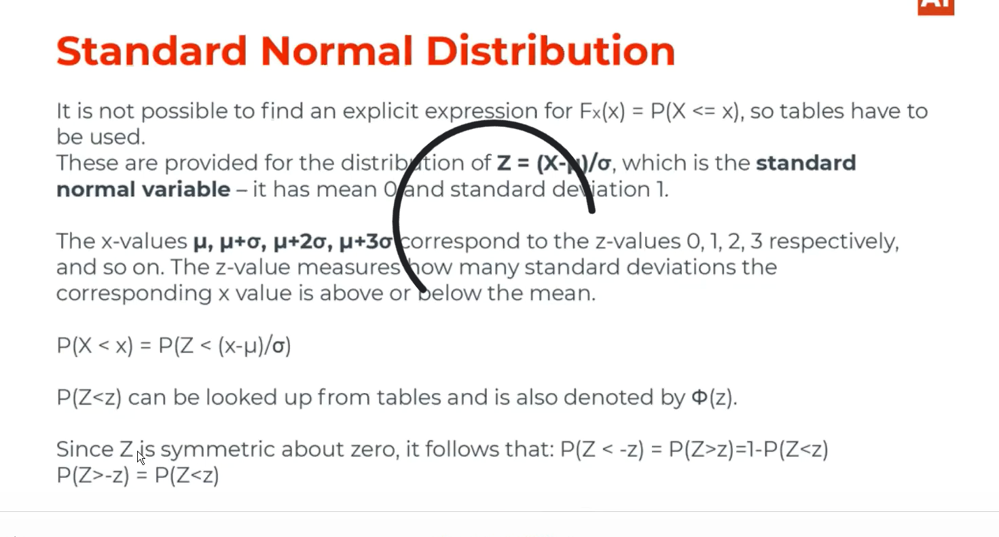 Standard Normal Distribution
It is not possible to find an explicit expression for Fx(x) = P(X <= x), so tables have to
be used.
These are provided for the distribution of Z = (X-μ)/σ, which is the standard
normal variable – it has mean 0 and standard deviation 1.
The x-values μ, μ+σ, μ+2σ, μ+3σ correspond to the z-values 0, 1, 2, 3 respectively,
and so on. The z-value measures how many standard deviations the
corresponding x value is above or below the mean.
P(X < x) = P(Z < (x-μ)/σ)
P(Z<z) can be looked up from tables and is also denoted by Φ(z).
Since Z is symmetric about zero, it follows that: P(Z < -z) = P(Z>z)=1-P(Z<z)
P(Z>-z) = P(Z<z)